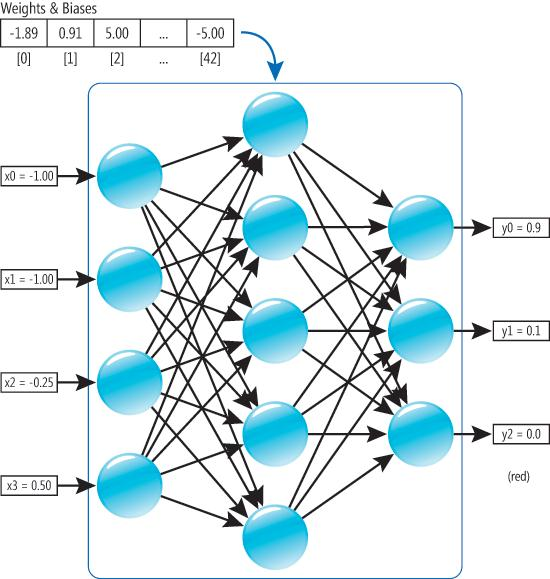 Weights & Biases
-1.89 0.91 5.00 ... -5.00
[0] [1] [2] ... [42]
x0 = -1.00
x1 = -1.00
x2 = -0.25
x3 = 0.50
y0 = 0.9
y1 = 0.1
y2 = 0.0
(red)